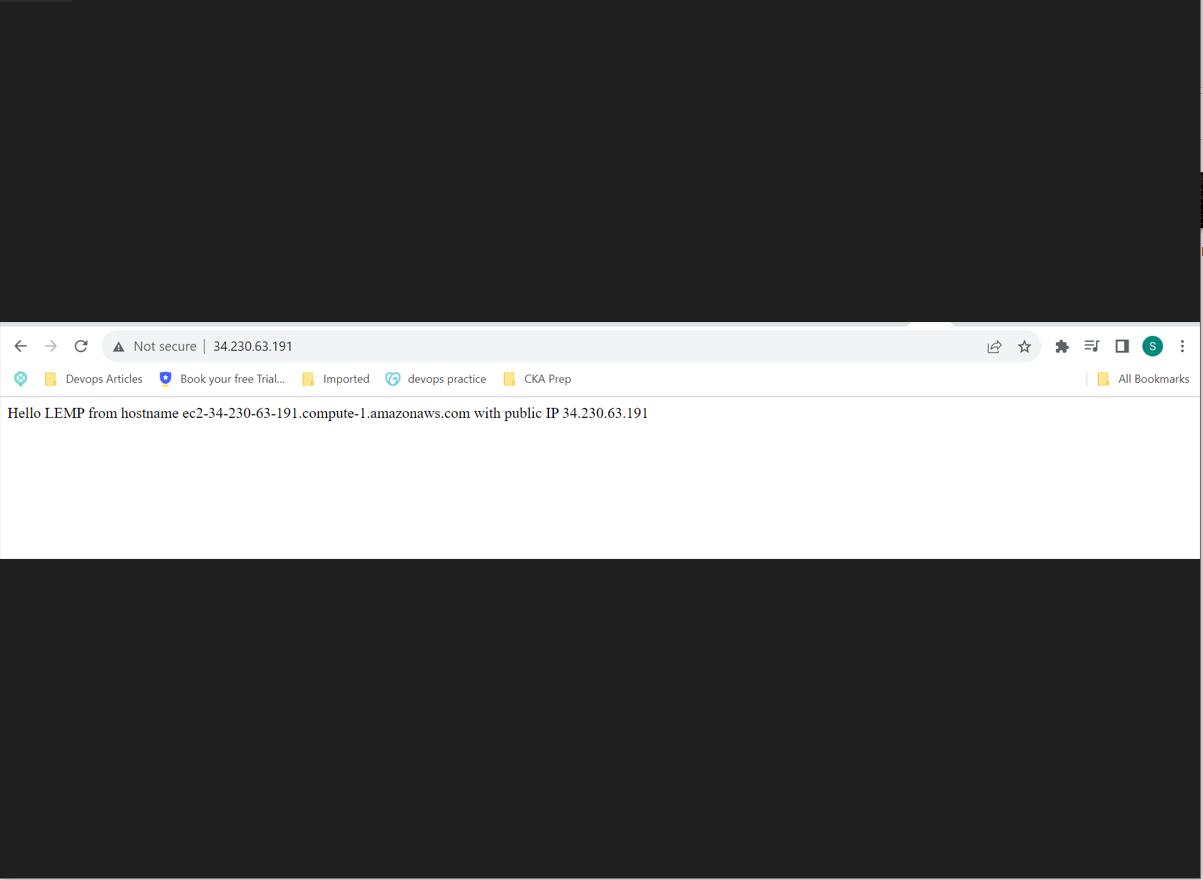 Not secure | 34.230.63.191 S
Devops Articles Book your free Trial... Imported devops practice CKA Prep All Bookmarks
Hello LEMP from hostname ec2-34-230-63-191.compute-1.amazonaws.com with public IP 34.230.63.191